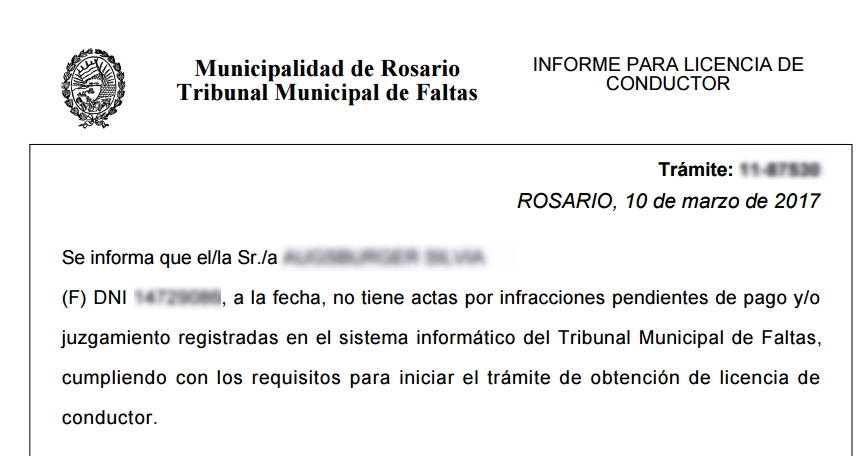 Municipalidad de Rosario
Tribunal Municipal de Faltas
INFORME PARA LICENCIA DE
CONDUCTOR
Trámite:
ROSARIO, 10 de marzo de 2017
Se informa que el/la Sr./a
(F) DNI , a la fecha, no tiene actas por infracciones pendientes de pago y/o
juzgamiento registradas en el sistema informático del Tribunal Municipal de Faltas,
cumpliendo con los requisitos para iniciar el trámite de obtención de licencia de
conductor.